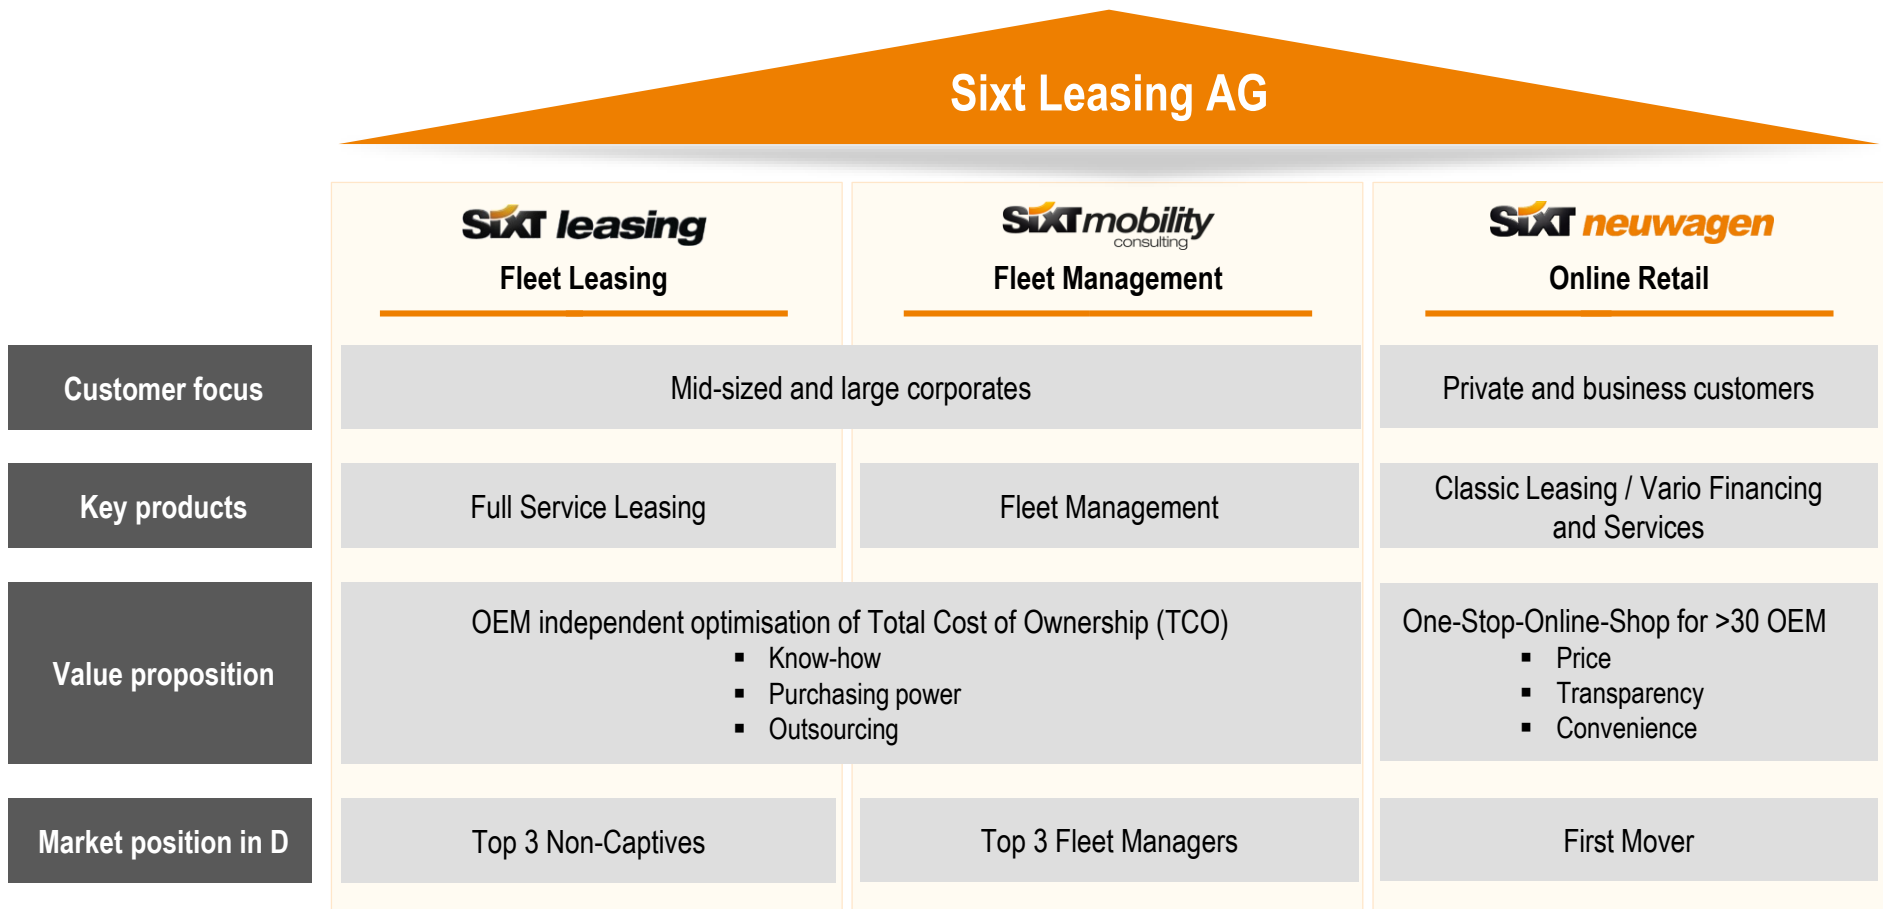 Sixt Leasing AG
SIXT leasing
SIXT mobility
consulting
SIXT neuwagen
Fleet Leasing
Fleet Management
Online Retail
Customer focus
Mid-sized and large corporates
Private and business customers
Key products
Full Service Leasing
Fleet Management
Classic Leasing / Vario Financing
and Services
Value proposition
OEM independent optimisation of Total Cost of Ownership (TCO)
▪ Know-how
▪ Purchasing power
▪ Outsourcing
One-Stop-Online-Shop for >30 OEM
▪ Price
▪ Transparency
▪ Convenience
Market position in D
Top 3 Non-Captives
Top 3 Fleet Managers
First Mover